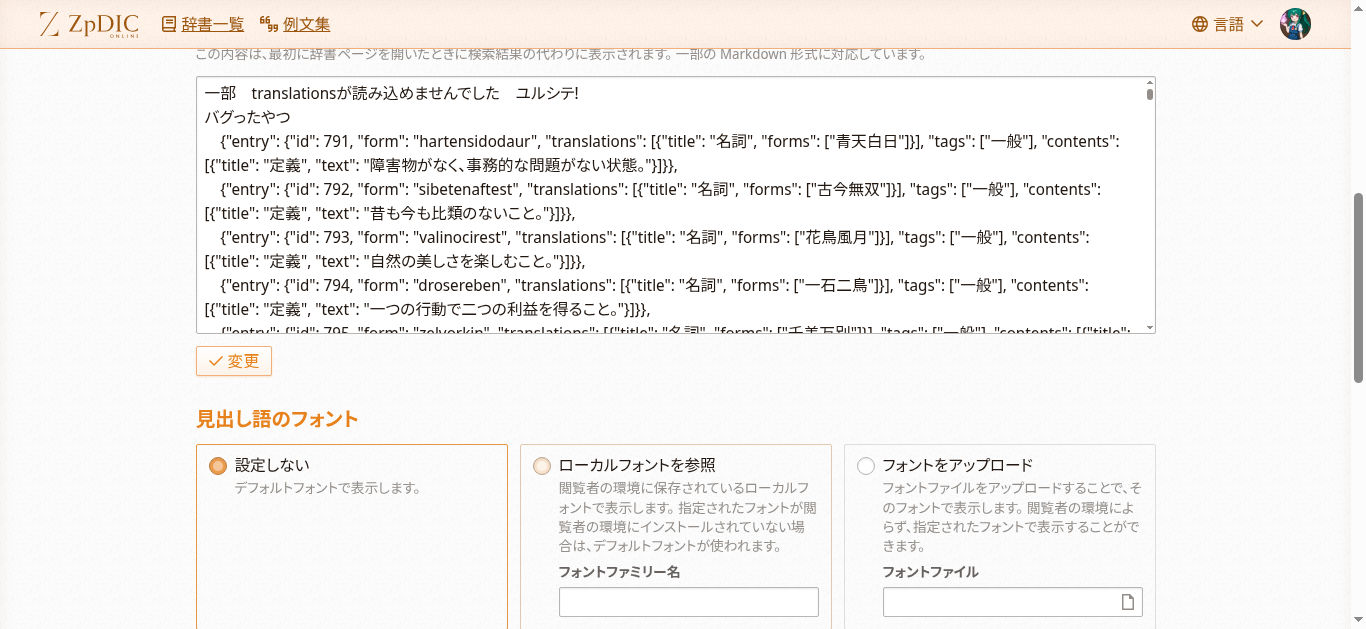 ZpDIC ONLINE 辞書一覧 例文集 言語
この内容は、最初に辞書ページを開いたときに検索結果の代わりに表示されます。一部の Markdown 形式に対応しています。
一部　translationsが読み込めませんでした　ユルシテ!
バグったやつ
{"entry": {"id": 791, "form": "hartensidodaur", "translations": [{"title": "名詞", "forms": ["青天白日"]}], "tags": ["一般"], "contents":
[{"title": "定義", "text": "障害物がなく、事務的な問題がない状態。"}]}},
{"entry": {"id": 792, "form": "sibetenaftest", "translations": [{"title": "名詞", "forms": ["古今無双"]}], "tags": ["一般"], "contents":
[{"title": "定義", "text": "昔も今も比類のないこと。"}]}},
{"entry": {"id": 793, "form": "valinocirest", "translations": [{"title": "名詞", "forms": ["花鳥風月"]}], "tags": ["一般"], "contents":
[{"title": "定義", "text": "自然の美しさを楽しむこと。"}]}},
{"entry": {"id": 794, "form": "drosereben", "translations": [{"title": "名詞", "forms": ["一石二鳥"]}], "tags": ["一般"], "contents":
[{"title": "定義", "text": "一つの行動で二つの利益を得ること。"}]}},
{"entry": {"id": 795, "form": "zelverkin", "translations": [{"title": "名詞", "forms": ["千差万別"]}], "tags": ["一般"], "contents": [{"title":
変更
見出し語のフォント
設定しない
デフォルトフォントで表示します。
ローカルフォントを参照
閲覧者の環境に保存されているローカルフ
ォントで表示します。指定されたフォントが閲
覧者の環境にインストールされていない場
合は、デフォルトフォントが使われます。
フォントファミリー名
フォントをアップロード
フォントファイルをアップロードすることで、そ
のフォントで表示します。閲覧者の環境によ
らず、指定されたフォントで表示することがで
きます。
フォントファイル